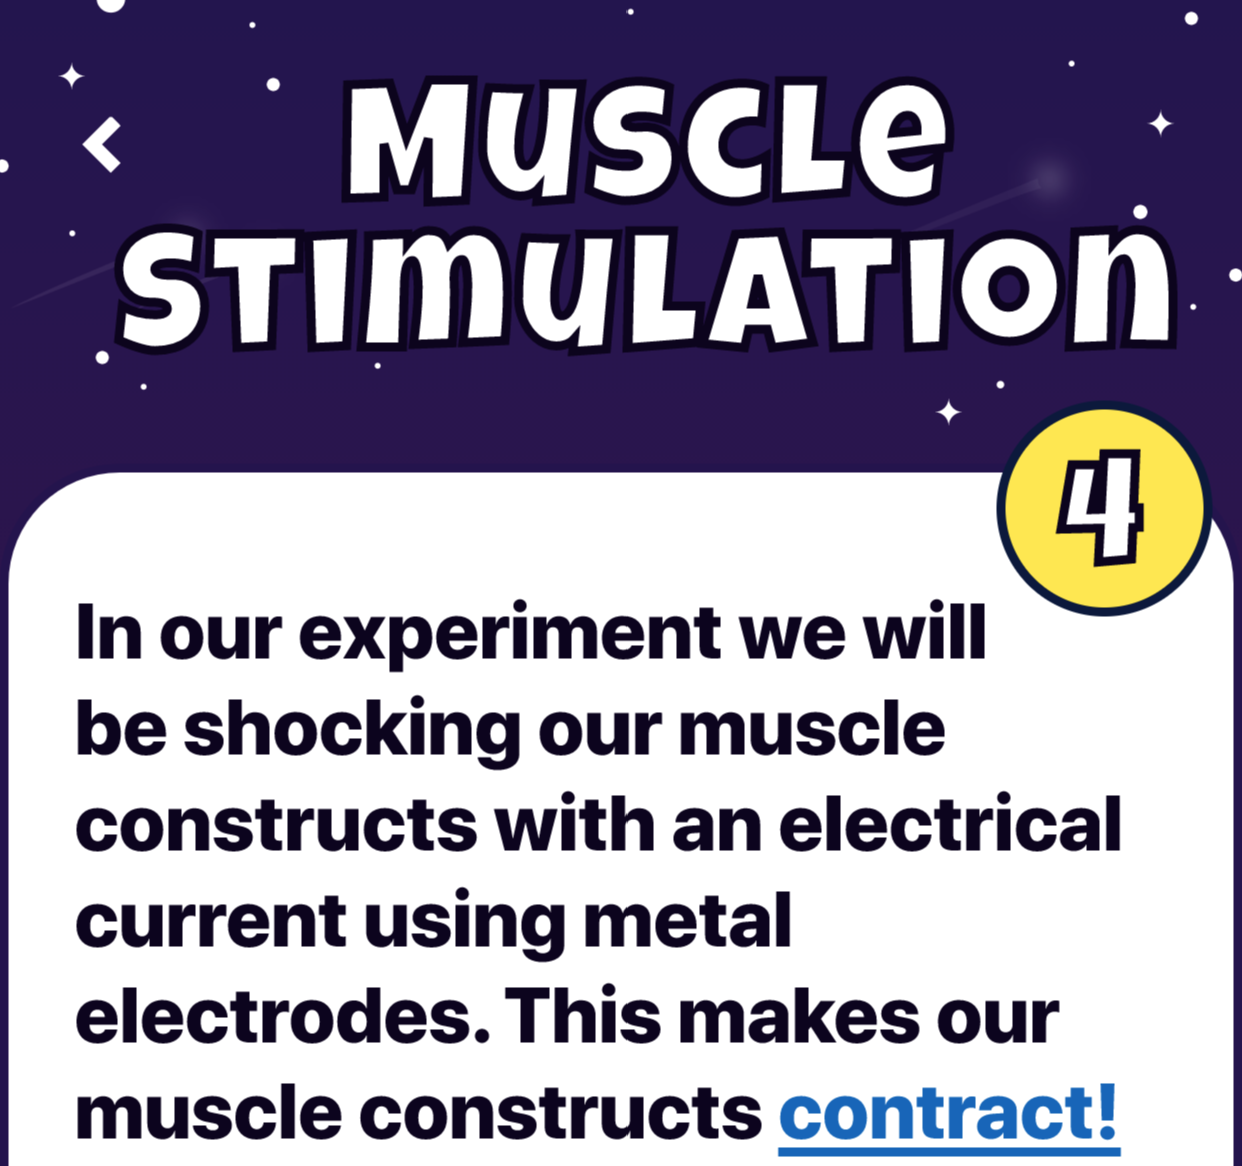 Muscle
Stimulation
4
In our experiment we will
be shocking our muscle
constructs with an electrical
current using metal
electrodes. This makes our
muscle constructs contract!